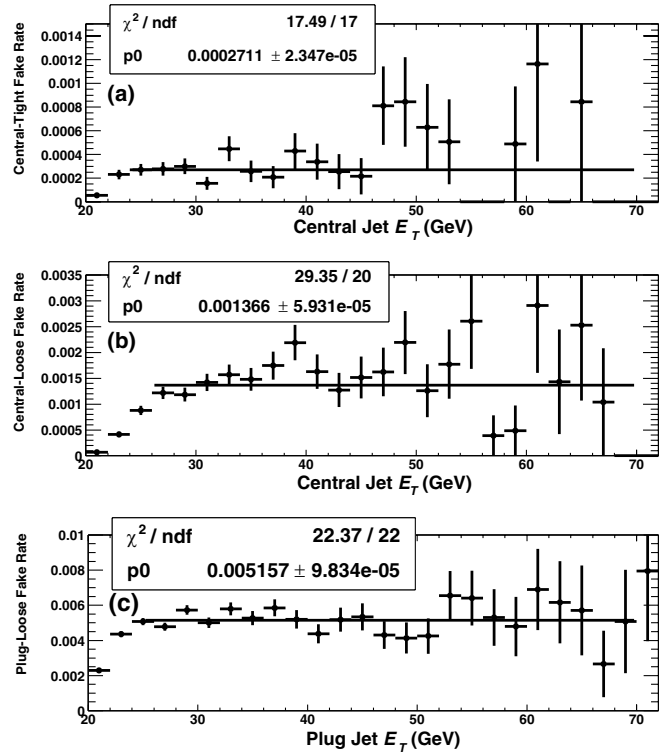 χ² / ndf 17.49 / 17
p0 0.0002711 ± 2.347e-05
(a)
Central-Tight Fake Rate
0.0014
0.0012
0.001
0.0008
0.0006
0.0004
0.0002
0
20 30 40 50 60 70
Central Jet E_T (GeV)
χ² / ndf 29.35 / 20
p0 0.001366 ± 5.931e-05
(b)
Central-Loose Fake Rate
0.0035
0.003
0.0025
0.002
0.0015
0.001
0.0005
0
20 30 40 50 60 70
Central Jet E_T (GeV)
χ² / ndf 22.37 / 22
p0 0.005157 ± 9.834e-05
(c)
Plug-Loose Fake Rate
0.01
0.008
0.006
0.004
0.002
0
20 30 40 50 60 70
Plug Jet E_T (GeV)